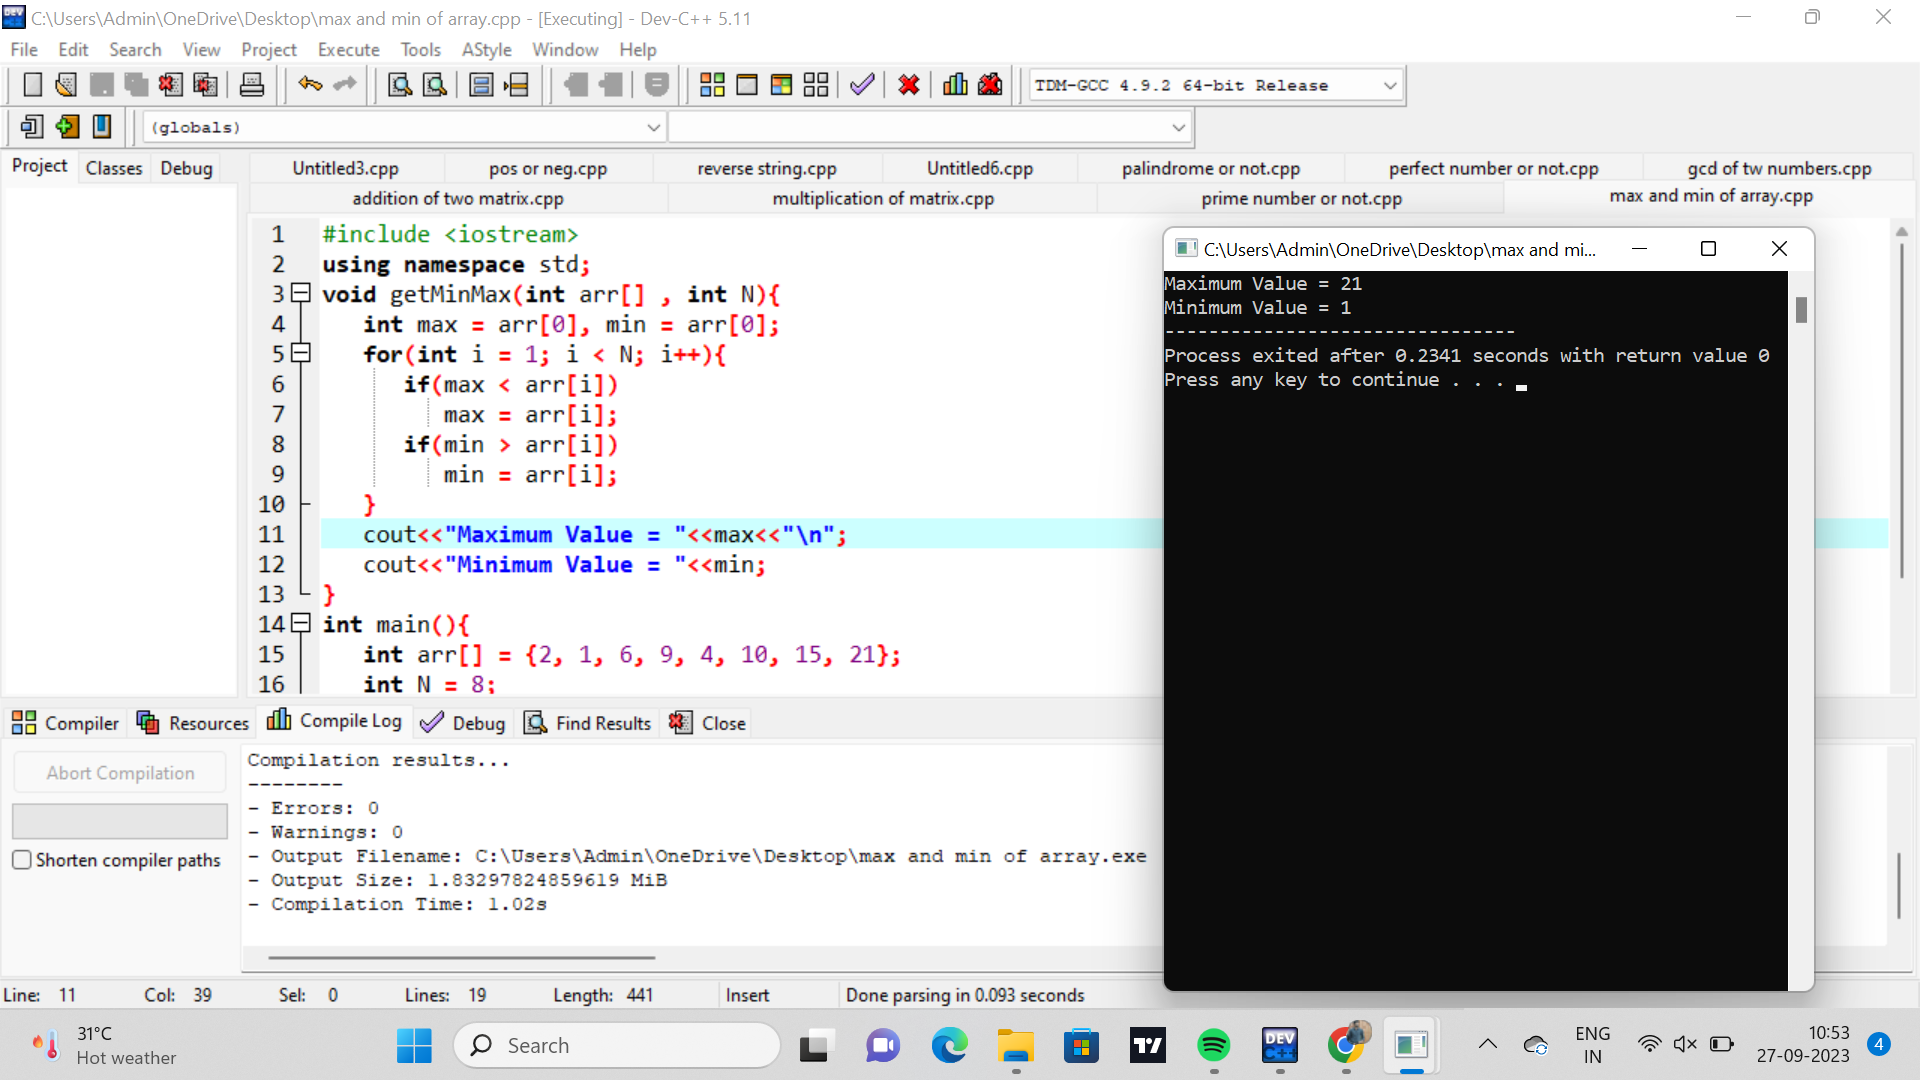 C:\Users\Admin\OneDrive\Desktop\max and min of array.cpp - [Executing] - Dev-C++ 5.11
File Edit Search View Project Execute Tools AStyle Window Help
TDM-GCC 4.9.2 64-bit Release
(globals)
Project Classes Debug
Untitled3.cpp pos or neg.cpp reverse string.cpp Untitled6.cpp palindrome or not.cpp perfect number or not.cpp gcd of tw numbers.cpp
addition of two matrix.cpp multiplication of matrix.cpp prime number or not.cpp max and min of array.cpp
1 #include <iostream>
2 using namespace std;
3 void getMinMax(int arr[] , int N){
4 int max = arr[0], min = arr[0];
5 for(int i = 1; i < N; i++){
6 if(max < arr[i])
7 max = arr[i];
8 if(min > arr[i])
9 min = arr[i];
10 }
11 cout<<"Maximum Value = "<<max<<"\n";
12 cout<<"Minimum Value = "<<min;
13 }
14 int main(){
15 int arr[] = {2, 1, 6, 9, 4, 10, 15, 21};
16 int N = 8;
C:\Users\Admin\OneDrive\Desktop\max and mi...
Maximum Value = 21
Minimum Value = 1
--------------------------------
Process exited after 0.2341 seconds with return value 0
Press any key to continue . . .
Compiler Resources Compile Log Debug Find Results Close
Abort Compilation
Shorten compiler paths
Compilation results...
--------
- Errors: 0
- Warnings: 0
- Output Filename: C:\Users\Admin\OneDrive\Desktop\max and min of array.exe
- Output Size: 1.83297824859619 MiB
- Compilation Time: 1.02s
Line: 11 Col: 39 Sel: 0 Lines: 19 Length: 441 Insert Done parsing in 0.093 seconds
31°C
Hot weather
Search
DEV
C++
ENG
IN
10:53
27-09-2023
4